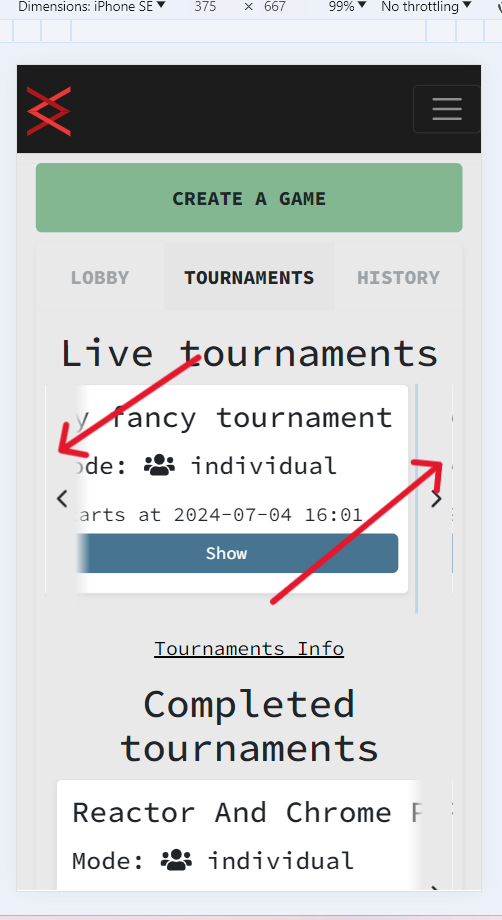 Dimensions: iPhone SE 375 × 667 99% No throttling
CREATE A GAME
LOBBY TOURNAMENTS HISTORY
Live tournaments
y fancy tournament
ode: individual
arts at 2024-07-04 16:01
Show
Tournaments Info
Completed
tournaments
Reactor And Chrome
Mode: individual